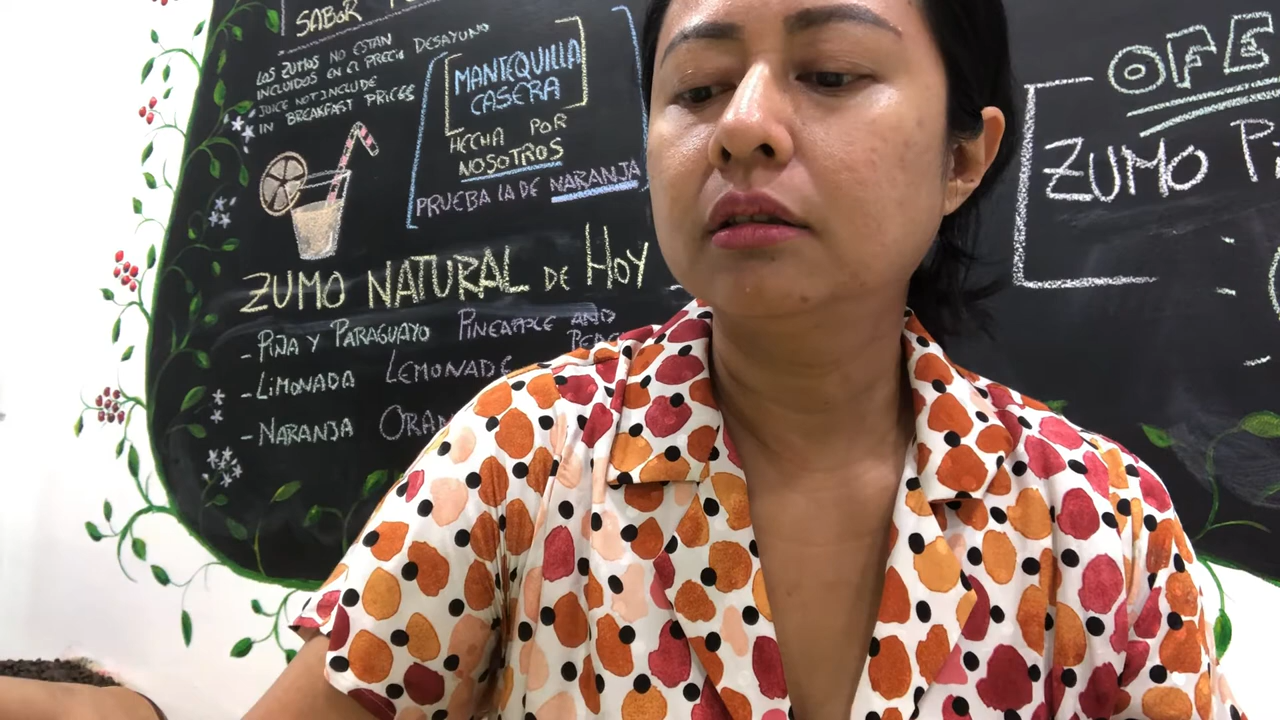 SABOR
LOS ZUMOS NO ESTAN
INCLUIDOS EN EL PRECIO DESAYUNO
JUICE NOT INCLUDE
IN BREAKFAST PRICES
MANTEQUILLA
CASERA
HECHA POR
NOSOTROS
PRUEBA LA DE NARANJA
ZUMO NATURAL DE HOY
- PIÑA Y PARAGUAYO PINEAPPLE AND
- LIMONADA LEMONADE
- NARANJA ORAN
OFE
ZUMO